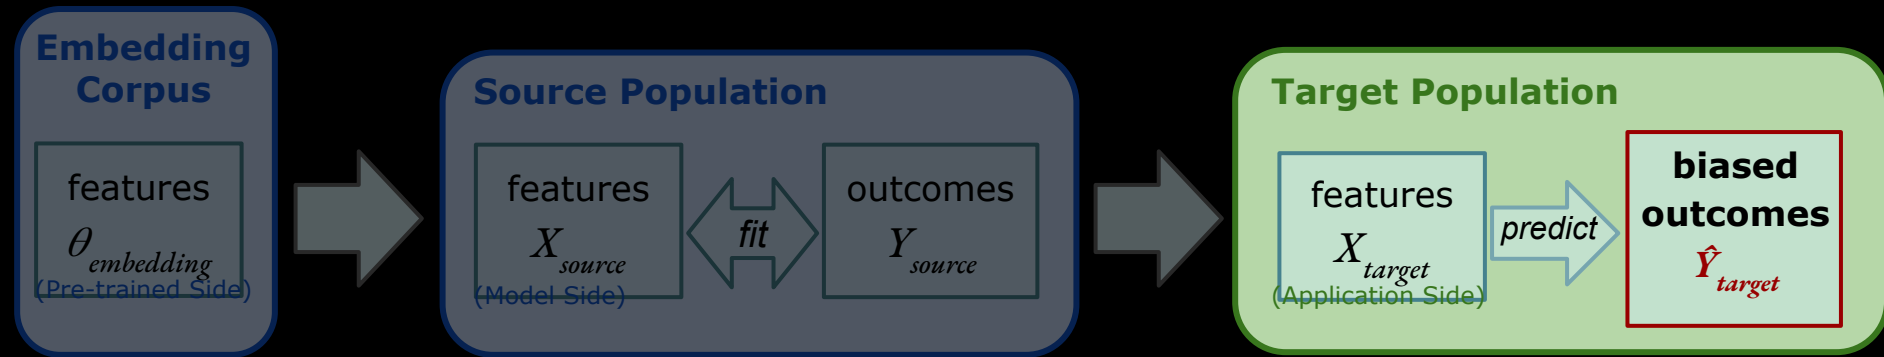 Embedding
Corpus
features
θ embedding
(Pre-trained Side)
Source Population
features
X source
(Model Side)
fit
outcomes
Y source
Target Population
features
X target
(Application Side)
predict
biased
outcomes
Ŷ target